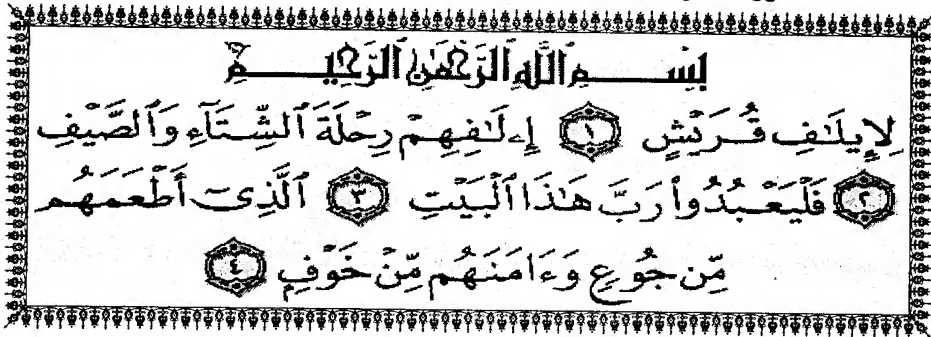 بِسْمِ ٱللَّهِ ٱلرَّحْمَٰنِ ٱلرَّحِيمِ
لِإِيلَٰفِ قُرَيْشٍ ١ إِۦلَٰفِهِمْ رِحْلَةَ ٱلشِّتَآءِ وَٱلصَّيْفِ
٢ فَلْيَعْبُدُوا۟ رَبَّ هَٰذَا ٱلْبَيْتِ ٣ ٱلَّذِىٓ أَطْعَمَهُم
مِّن جُوعٍ وَءَامَنَهُم مِّنْ خَوْفٍ ٤